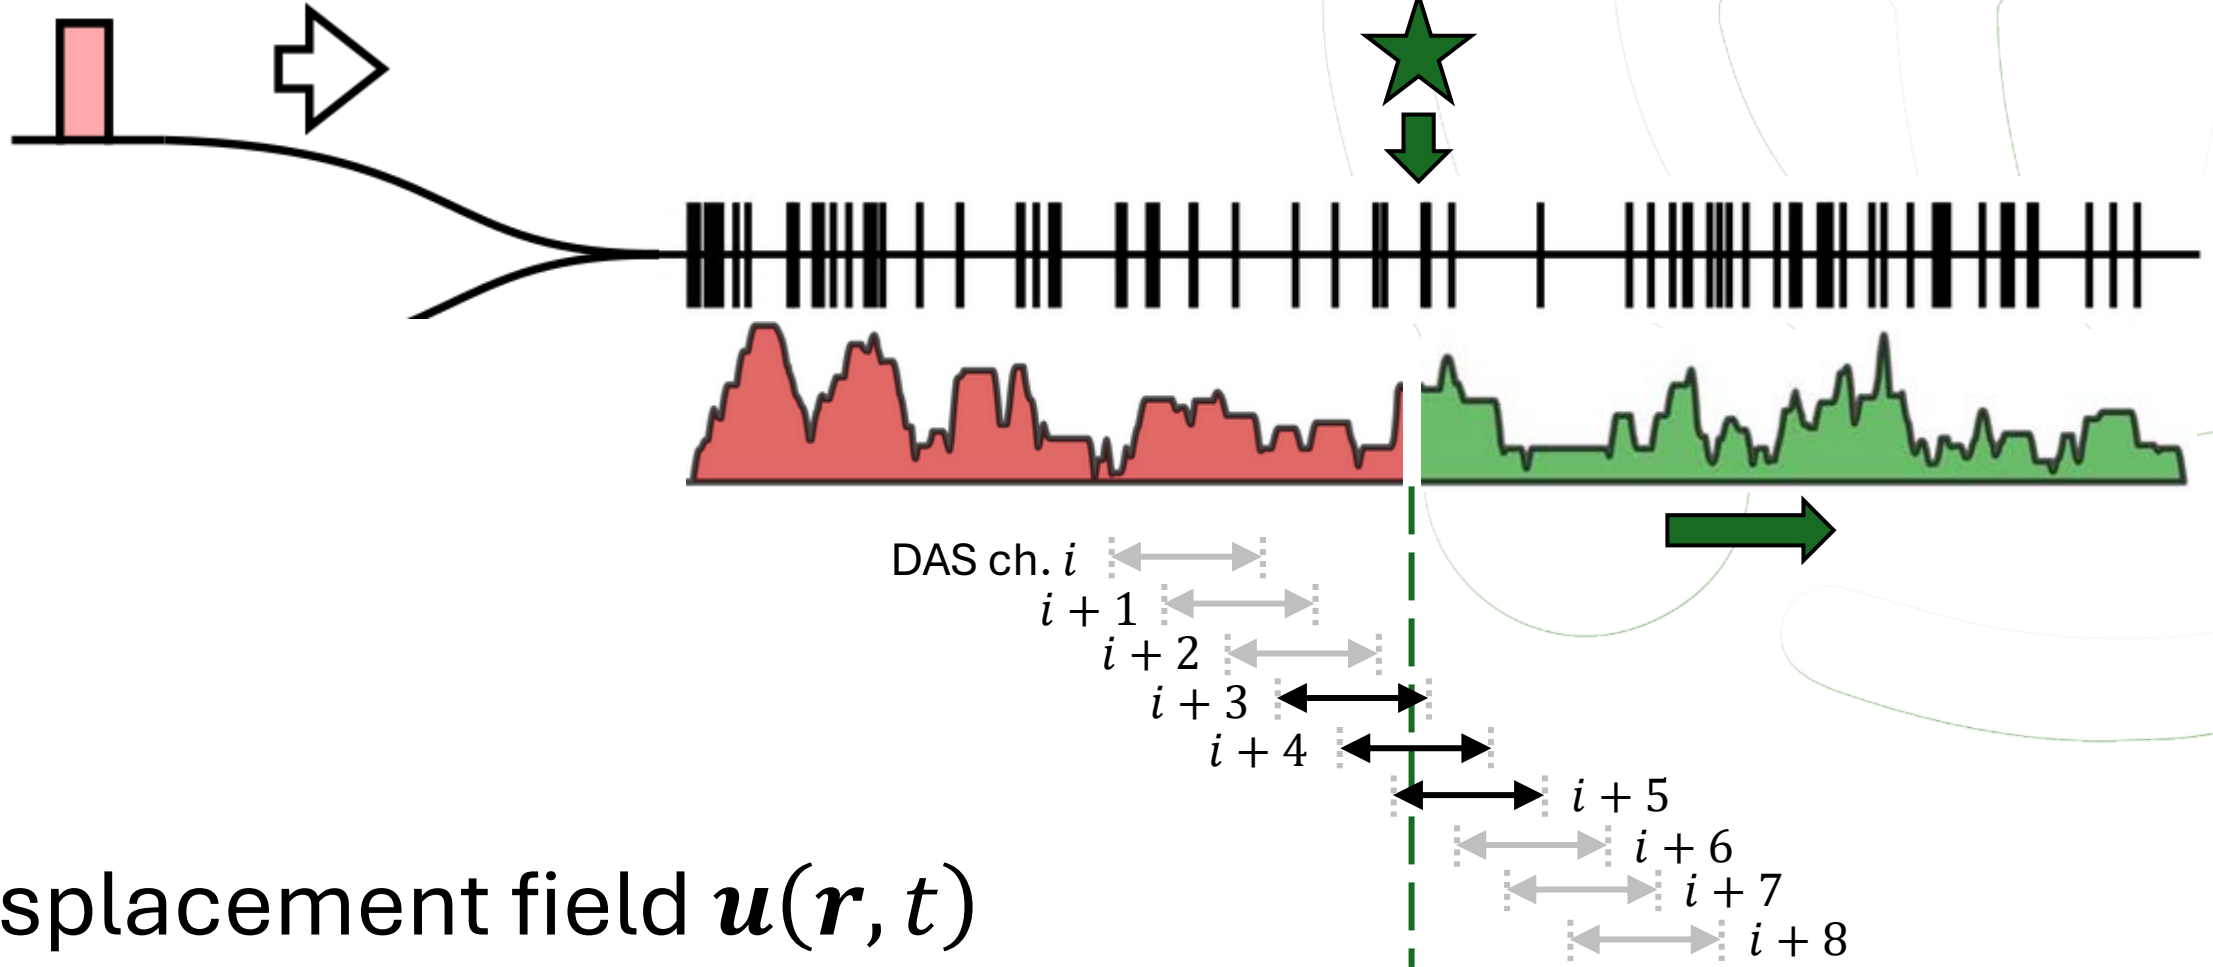 DAS ch. i
i + 1
i + 2
i + 3
i + 4
i + 5
i + 6
i + 7
i + 8
splacement field u(r, t)